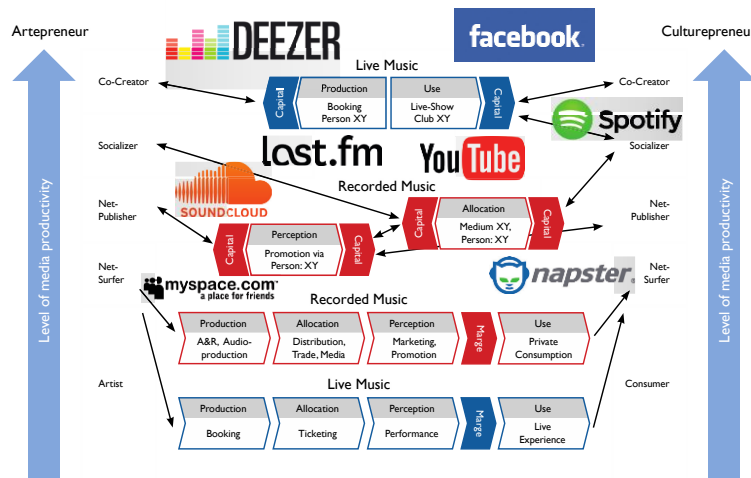 Artepreneur
Culturepreneur
DEEZER
facebook
Live Music
Co-Creator
Capital
Production
Booking
Person XY
Use
Live-Show
Club XY
Capital
Co-Creator
Spotify
Socializer
last.fm
YouTube
Socializer
SOUNDCLOUD
Recorded Music
Net-
Publisher
Capital
Perception
Promotion via
Person: XY
Capital
Capital
Allocation
Medium XY,
Person: XY
Capital
Net-
Publisher
Net-
Surfer
myspace.com
a place for friends
napster
Net-
Surfer
Recorded Music
Production
A&R, Audio-
production
Allocation
Distribution,
Trade, Media
Perception
Marketing,
Promotion
Marge
Use
Private
Consumption
Artist
Live Music
Consumer
Production
Booking
Allocation
Ticketing
Perception
Performance
Marge
Use
Live
Experience
Level of media productivity
Level of media productivity